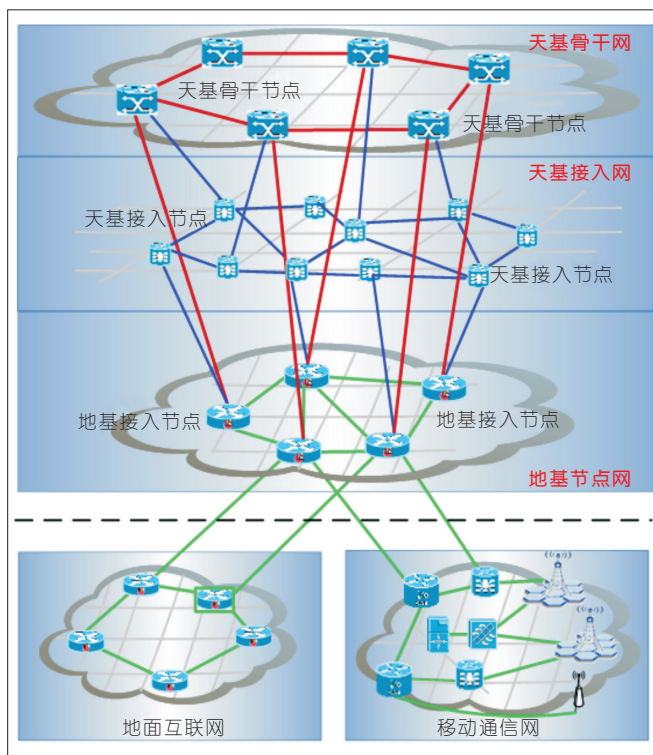 天基骨干网
天基骨干节点
天基骨干节点
天基接入网
天基接入节点
天基接入节点
地基接入节点
地基接入节点
地基节点网
地面互联网
移动通信网